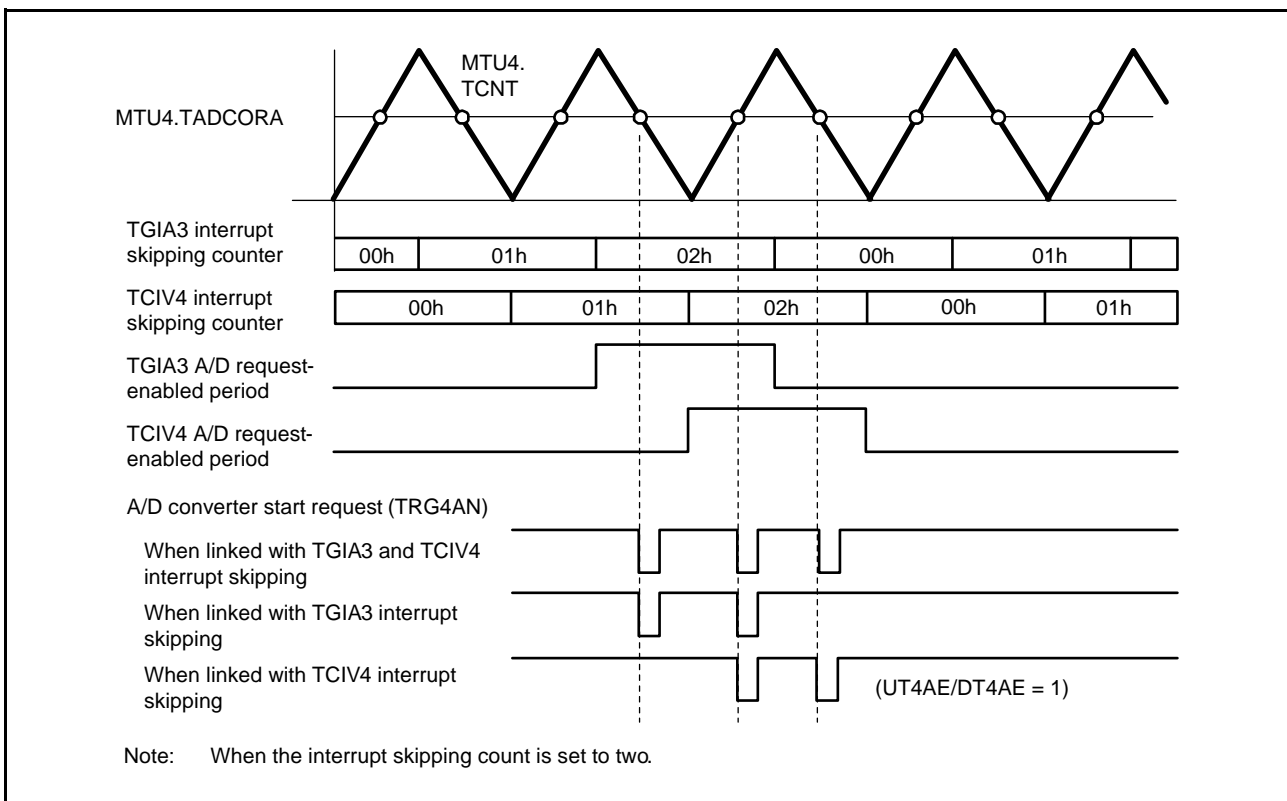 MTU4.
TCNT
MTU4.TADCORA
TGIA3 interrupt
skipping counter
00h 01h 02h 00h 01h
TCIV4 interrupt
skipping counter
00h 01h 02h 00h 01h
TGIA3 A/D request-
enabled period
TCIV4 A/D request-
enabled period
A/D converter start request (TRG4AN)
When linked with TGIA3 and TCIV4
interrupt skipping
When linked with TGIA3 interrupt
skipping
When linked with TCIV4 interrupt
skipping
(UT4AE/DT4AE = 1)
Note: When the interrupt skipping count is set to two.